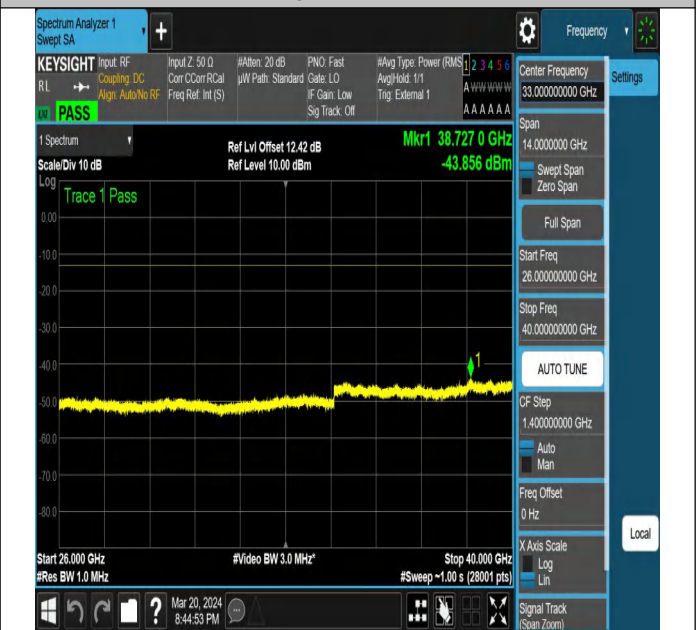 Spectrum Analyzer 1
Swept SA
+
Frequency
KEYSIGHT
RL
PASS
Input: RF
Coupling: DC
Align: Auto/No RF
Input Z: 50 Ω
Corr CCorr RCal
Freq Ref: Int (S)
#Atten: 20 dB
µW Path: Standard
PNO: Fast
Gate: LO
IF Gain: Low
Sig Track: Off
#Avg Type: Power (RMS
Avg|Hold: 1/1
Trig: External 1
1 2 3 4 5 6
A W W W W W
A A A A A A
Center Frequency
33.000000000 GHz
Settings
1 Spectrum
Scale/Div 10 dB
Ref Lvl Offset 12.42 dB
Ref Level 10.00 dBm
Mkr1 38.727 0 GHz
-43.856 dBm
Span
14.0000000 GHz
Swept Span
Zero Span
Full Span
Start Freq
26.000000000 GHz
Stop Freq
40.000000000 GHz
AUTO TUNE
CF Step
1.400000000 GHz
Auto
Man
Freq Offset
0 Hz
X Axis Scale
Log
Lin
Signal Track
(Span Zoom)
Local
Log
Trace 1 Pass
0.00
-10.0
-20.0
-30.0
-40.0
-50.0
-60.0
-70.0
-80.0
1
Start 26.000 GHz
#Res BW 1.0 MHz
#Video BW 3.0 MHz*
Stop 40.000 GHz
#Sweep ~1.00 s (28001 pts)
?
Mar 20, 2024
8:44:53 PM